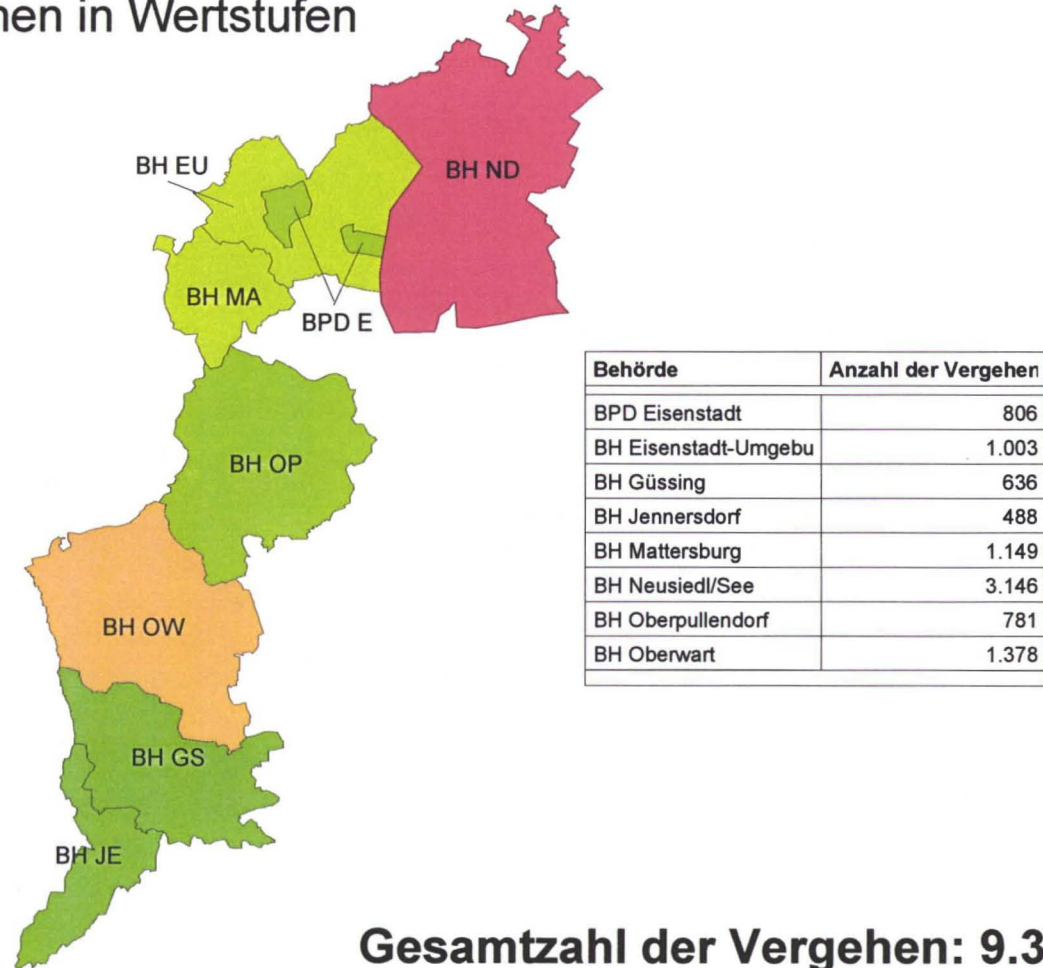 nen in Wertstufen
BH EU
BH ND
BH MA
BPD E
BH OP
BH OW
BH GS
BH JE
Behörde Anzahl der Vergehen
BPD Eisenstadt 806
BH Eisenstadt-Umgebu 1.003
BH Güssing 636
BH Jennersdorf 488
BH Mattersburg 1.149
BH Neusiedl/See 3.146
BH Oberpullendorf 781
BH Oberwart 1.378
Gesamtzahl der Vergehen: 9.3